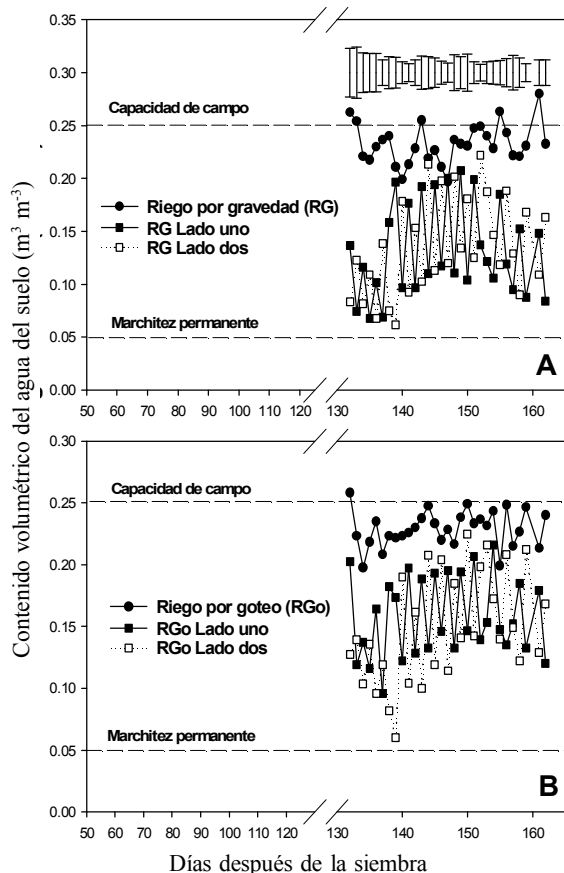 0.35
0.30
0.25
0.20
0.15
0.10
0.05
0.00
Capacidad de campo
Riego por gravedad (RG)
RG Lado uno
RG Lado dos
Marchitez permanente
A
50 60 70 80 90 100 110 120 130 140 150 160
Contenido volumétrico del agua del suelo (m³ m⁻³)
0.30
0.25
0.20
0.15
0.10
0.05
0.00
Capacidad de campo
Riego por goteo (RGo)
RGo Lado uno
RGo Lado dos
Marchitez permanente
B
50 60 70 80 90 100 110 120 130 140 150 160
Días después de la siembra